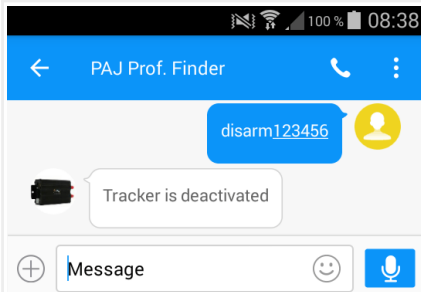 100 % 08:38
PAJ Prof. Finder
disarm123456
Tracker is deactivated
Message